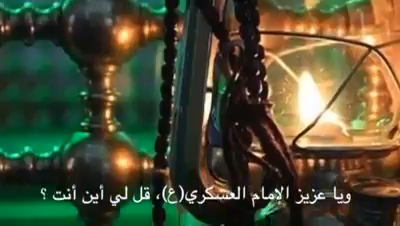 ويا عزيز الإمام العسكري(ع)، قل لي أين أنت ؟